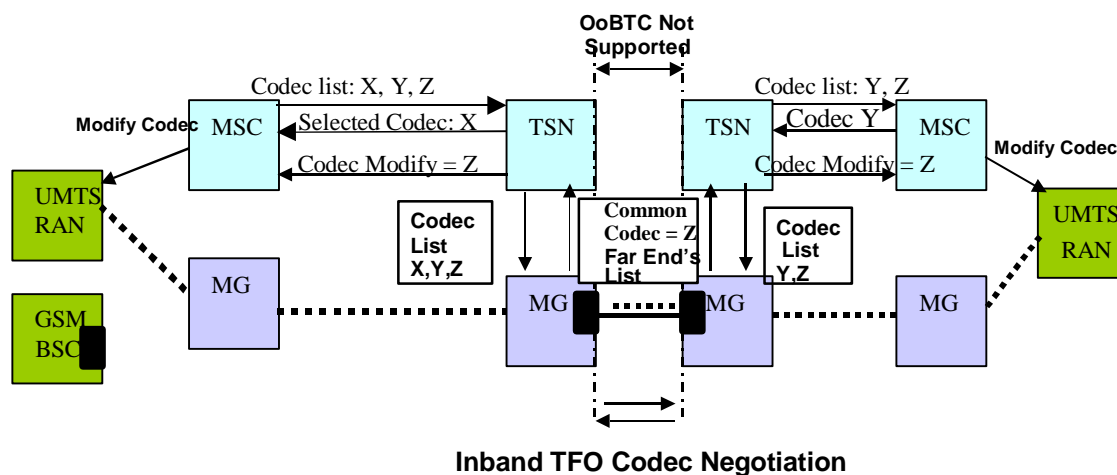 OoBTC Not
Supported
Codec list: X, Y, Z
Codec list: Y, Z
Modify Codec
MSC
Selected Codec: X
TSN
TSN
Codec Y
MSC
Modify Codec
Codec Modify = Z
Codec Modify = Z
UMTS
RAN
Codec
List
X,Y,Z
Common
Codec = Z
Far End's
List
Codec
List
Y,Z
UMTS
RAN
MG
MG
MG
MG
GSM
BSC
Inband TFO Codec Negotiation